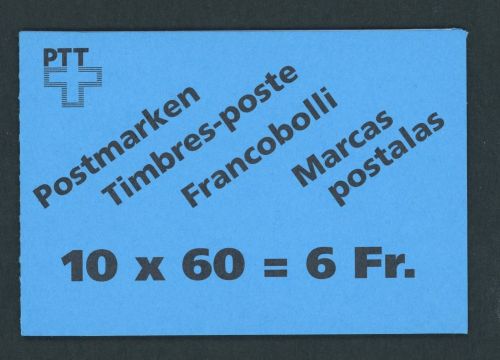 PTT
Postmarken
Timbres-poste
Francobolli
Marcas
postalas
10 x 60 = 6 Fr.